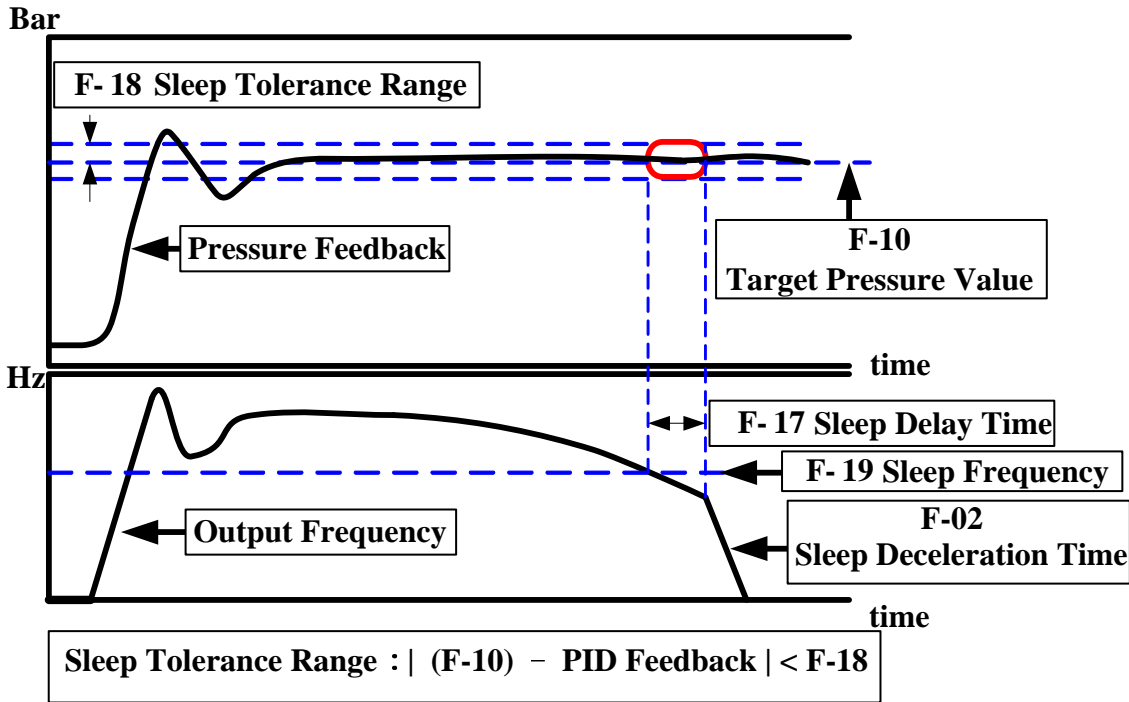 Bar
F- 18 Sleep Tolerance Range
Pressure Feedback
F-10
Target Pressure Value
time
Hz
F- 17 Sleep Delay Time
F- 19 Sleep Frequency
Output Frequency
F-02
Sleep Deceleration Time
time
Sleep Tolerance Range : | (F-10) − PID Feedback | < F-18